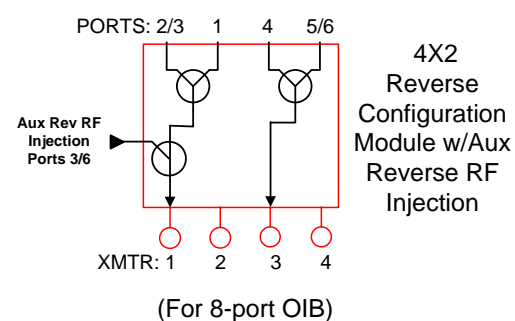 PORTS: 2/3 1 4 5/6
4X2
Reverse
Configuration
Module w/Aux
Reverse RF
Injection
Aux Rev RF
Injection
Ports 3/6
XMTR: 1 2 3 4
(For 8-port OIB)